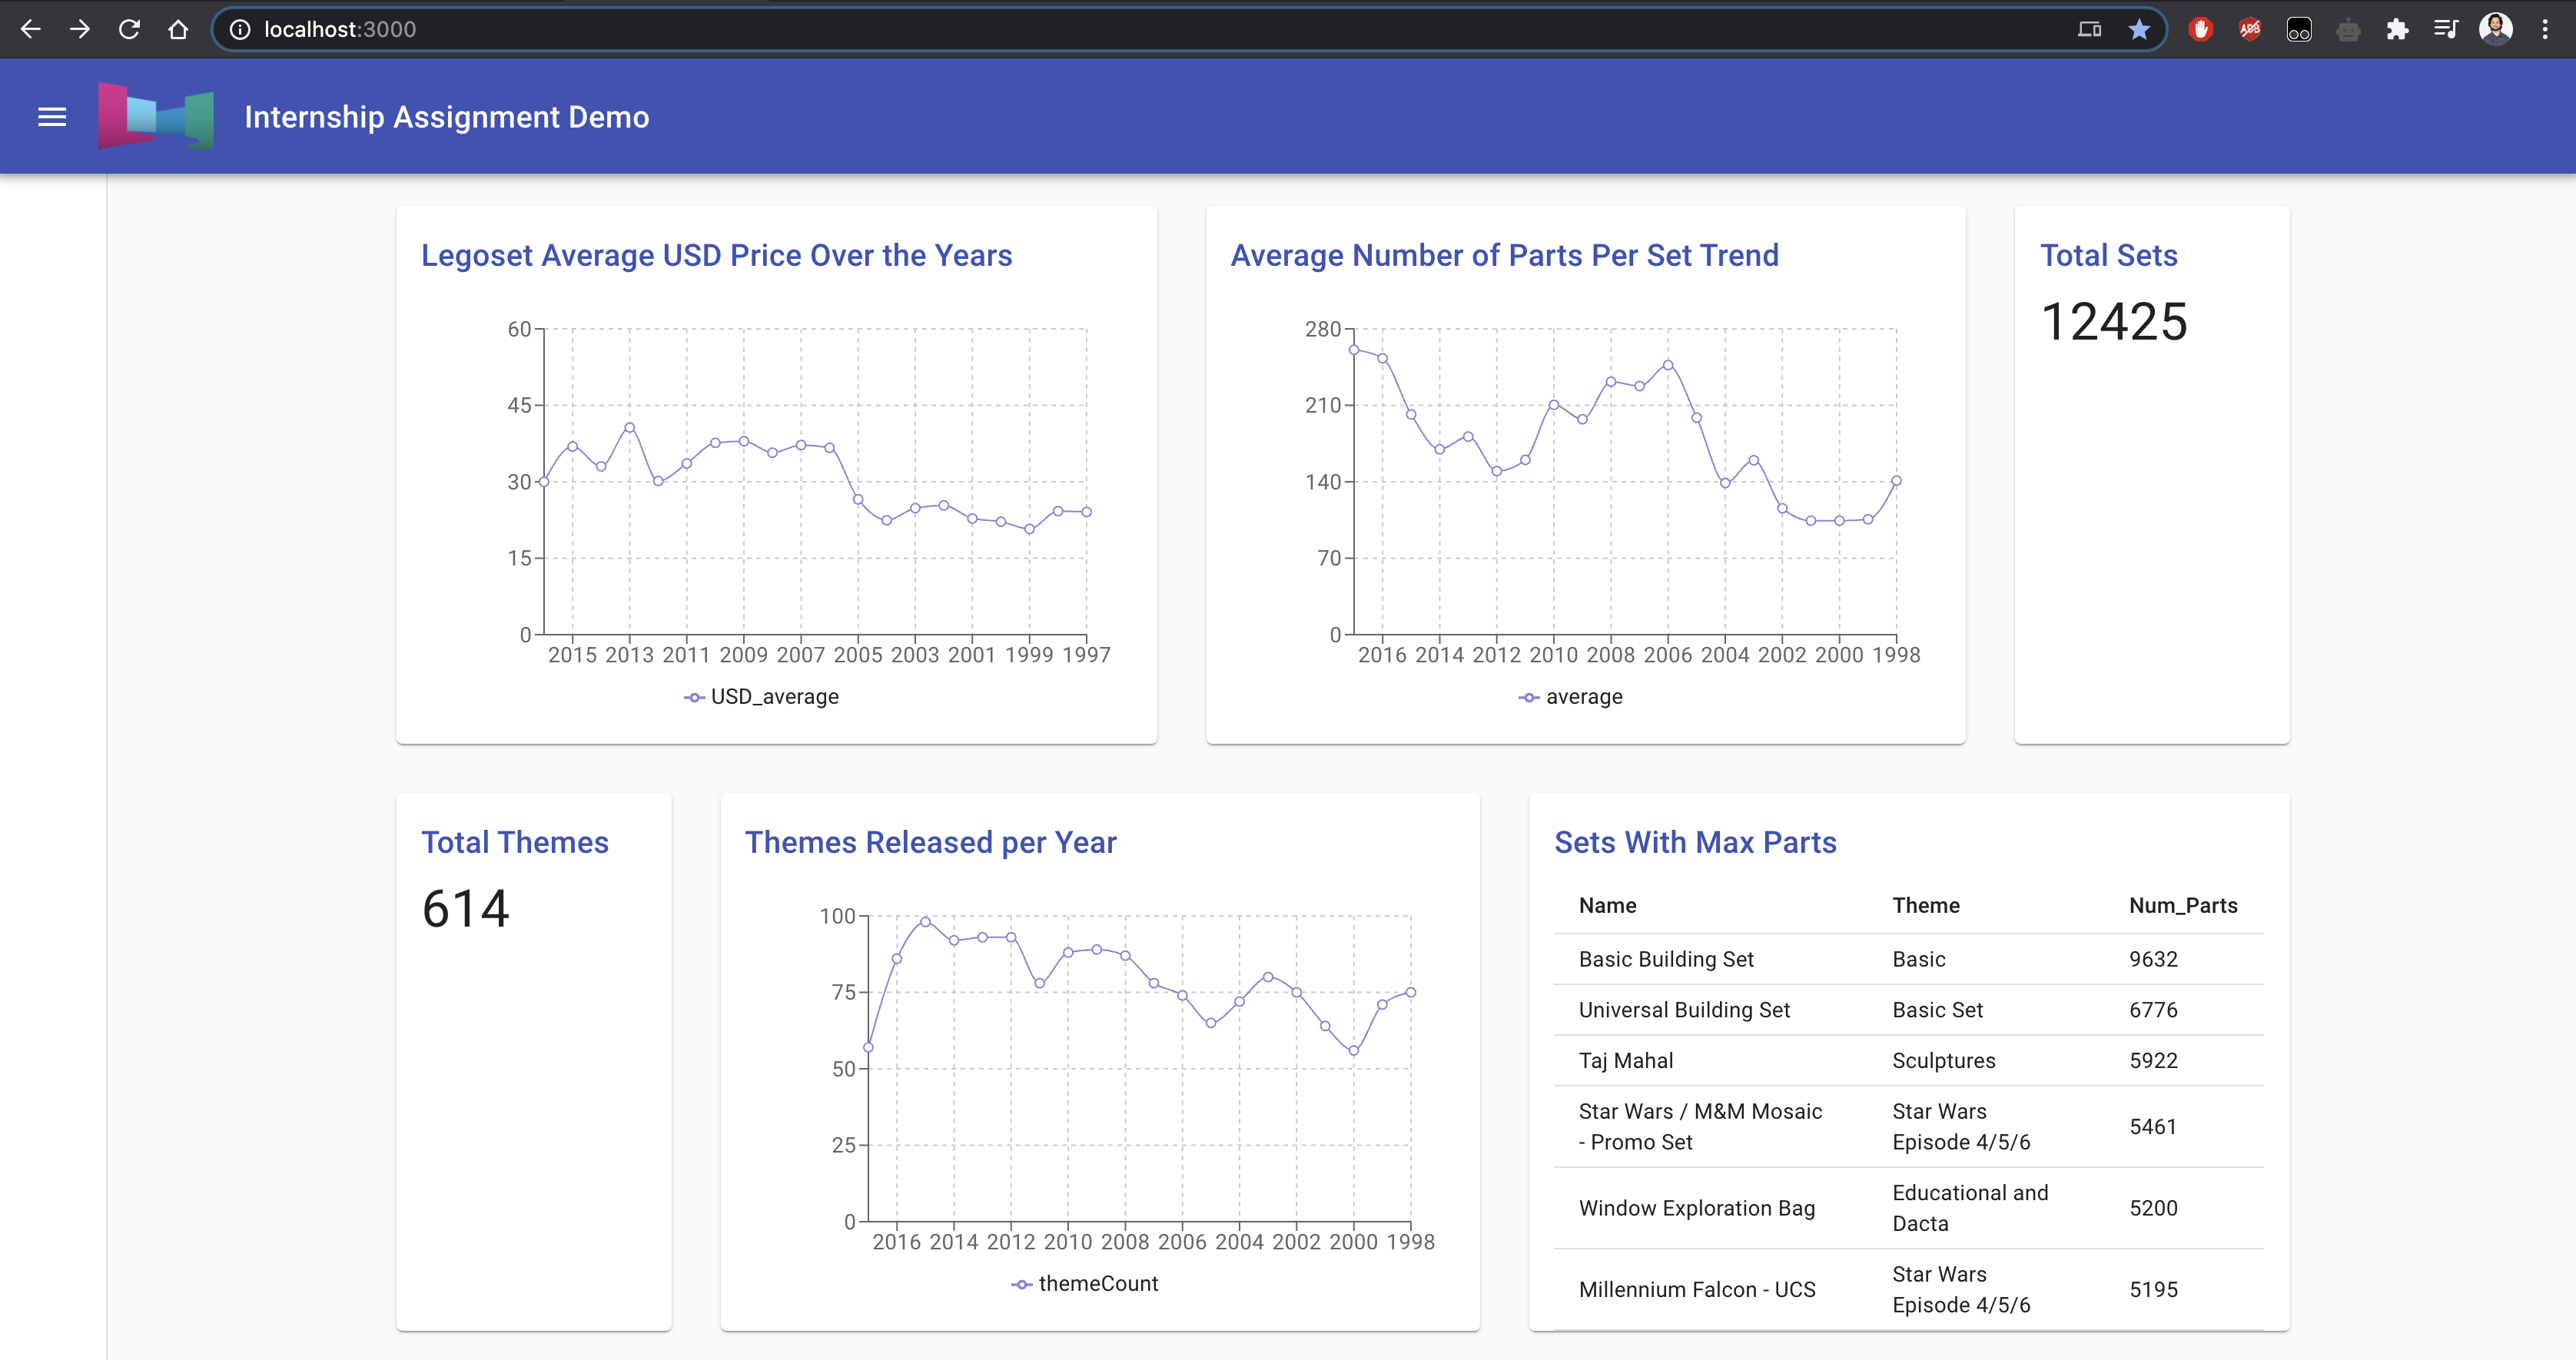 localhost:3000
Internship Assignment Demo
Legoset Average USD Price Over the Years
60
45
30
15
0
2015 2013 2011 2009 2007 2005 2003 2001 1999 1997
USD_average
Average Number of Parts Per Set Trend
280
210
140
70
0
2016 2014 2012 2010 2008 2006 2004 2002 2000 1998
average
Total Sets
12425
Total Themes
614
Themes Released per Year
100
75
50
25
0
2016 2014 2012 2010 2008 2006 2004 2002 2000 1998
themeCount
Sets With Max Parts
Name Theme Num_Parts
Basic Building Set Basic 9632
Universal Building Set Basic Set 6776
Taj Mahal Sculptures 5922
Star Wars / M&M Mosaic
- Promo Set
Star Wars
Episode 4/5/6
5461
Window Exploration Bag
Educational and
Dacta
5200
Millennium Falcon - UCS
Star Wars
Episode 4/5/6
5195